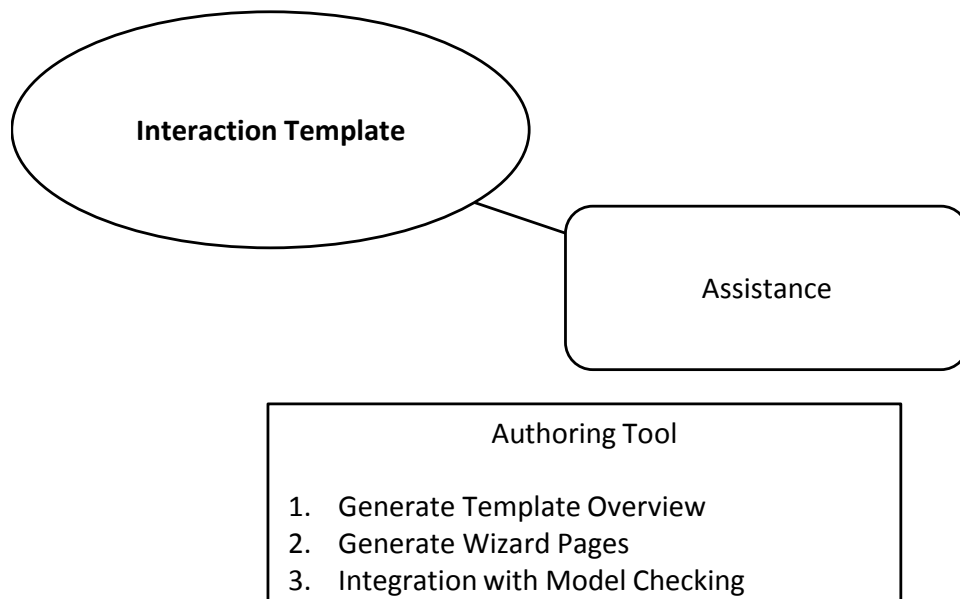 Interaction Template
Assistance
Authoring Tool
1. Generate Template Overview
2. Generate Wizard Pages
3. Integration with Model Checking